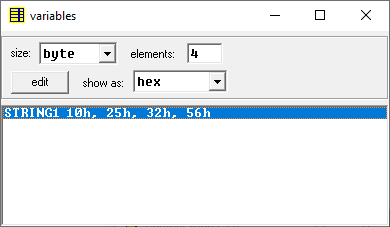 variables
size: byte elements: 4
edit show as: hex
STRING1 10h, 25h, 32h, 56h